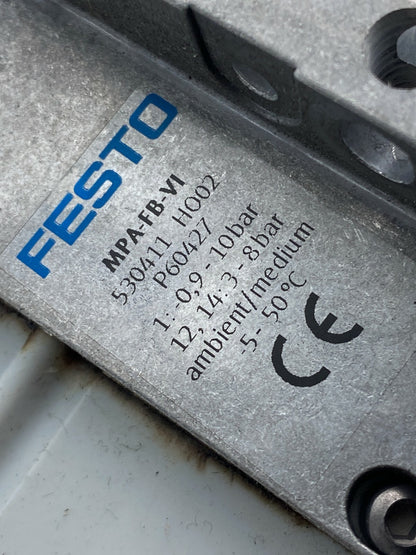 FESTO
MPA-FB-VI
530411 H002
P60427
1: -0,9 - 10bar
12, 14: 3 - 8bar
ambient/medium
-5 - 50°C
CE